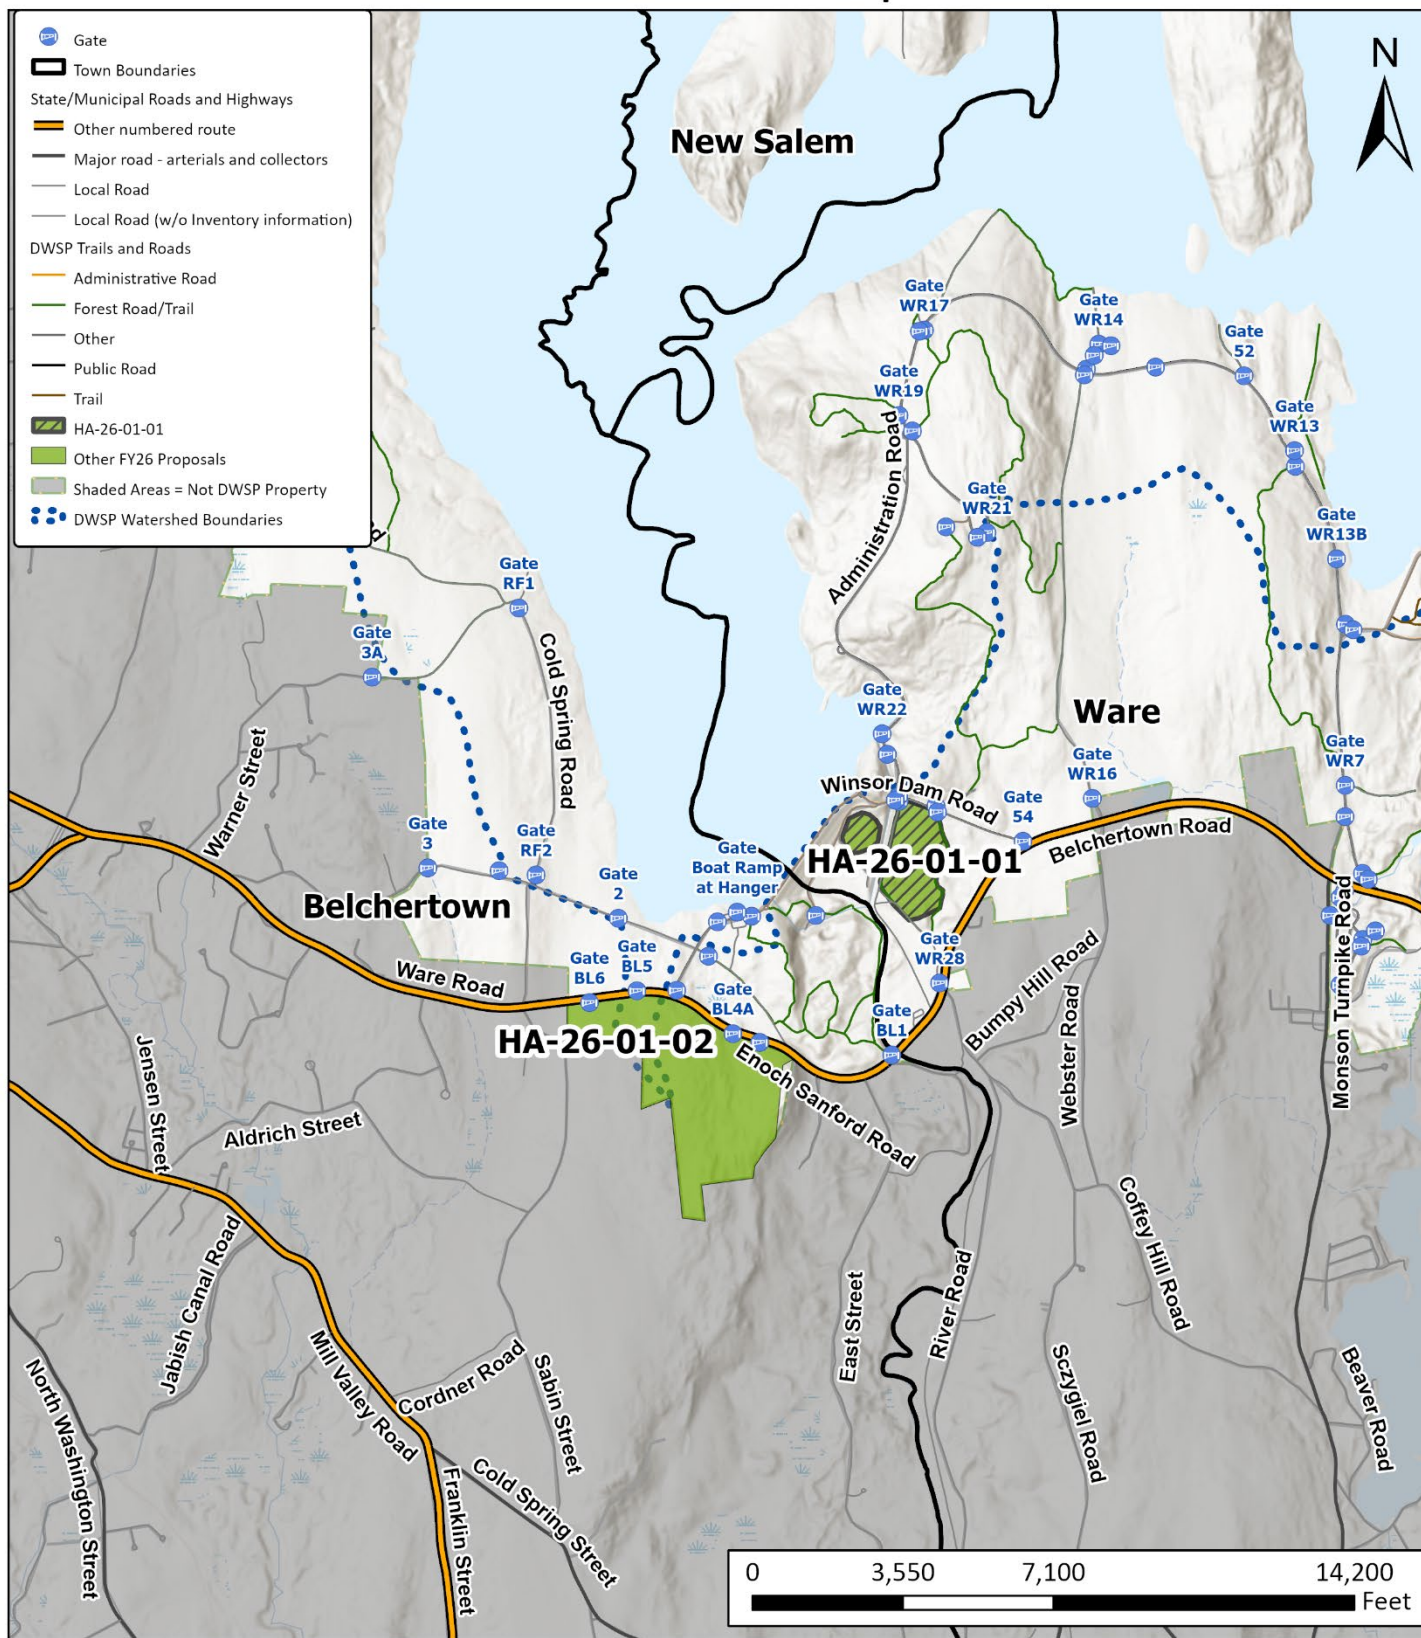 Gate
Town Boundaries
State/Municipal Roads and Highways
Other numbered route
Major road - arterials and collectors
Local Road
Local Road (w/o Inventory information)
DWSP Trails and Roads
Administrative Road
Forest Road/Trail
Other
Public Road
Trail
HA-26-01-01
Other FY26 Proposals
Shaded Areas = Not DWSP Property
DWSP Watershed Boundaries
N
New Salem
Gate
WR17
Gate
WR14
Gate
52
Gate
WR19
Gate
WR13
Administration Road
Gate
WR21
Gate
WR13B
Gate
RF1
Gate
3A
Cold Spring Road
Gate
WR22
Ware
Warner Street
Gate
WR16
Gate
WR7
Winsor Dam Road
Gate
54
Belchertown Road
Gate
3
Gate
RF2
Gate
Boat Ramp
at Hanger
HA-26-01-01
Gate
2
Belchertown
Monson Turnpike Road
Ware Road
Gate
BL6
Gate
BL5
Gate
WR28
Bumpy Hill Road
Gate
BL4A
Gate
BL1
HA-26-01-02
Webster Road
Enoch Sanford Road
Jensen Street
Aldrich Street
Coffey Hill Road
Jabish Canal Road
East Street
River Road
Mill Valley Road
Cordner Road
Sabin Street
Sczygiel Road
Beaver Road
North Washington Street
Franklin Street
Cold Spring Street
0 3,550 7,100 14,200
Feet